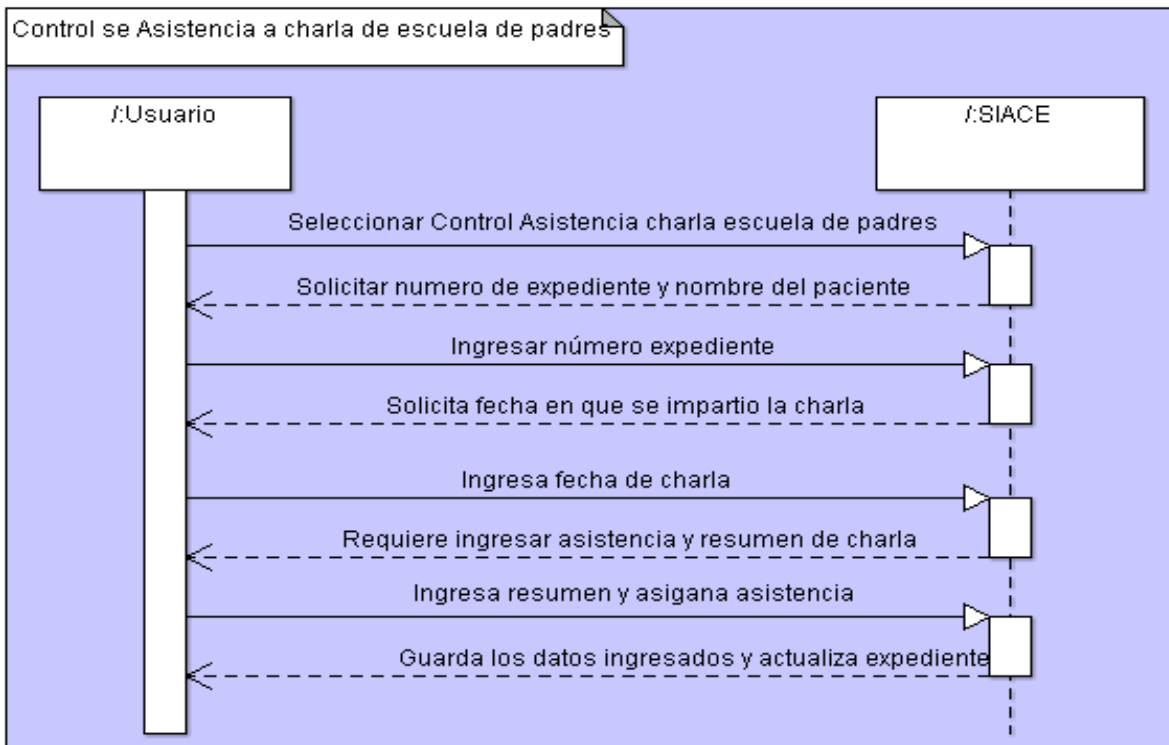 Control se Asistencia a charla de escuela de padres
/:Usuario
/:SIACE
Seleccionar Control Asistencia charla escuela de padres
Solicitar numero de expediente y nombre del paciente
Ingresar número expediente
Solicita fecha en que se impartio la charla
Ingresa fecha de charla
Requiere ingresar asistencia y resumen de charla
Ingresa resumen y asigana asistencia
Guarda los datos ingresados y actualiza expediente